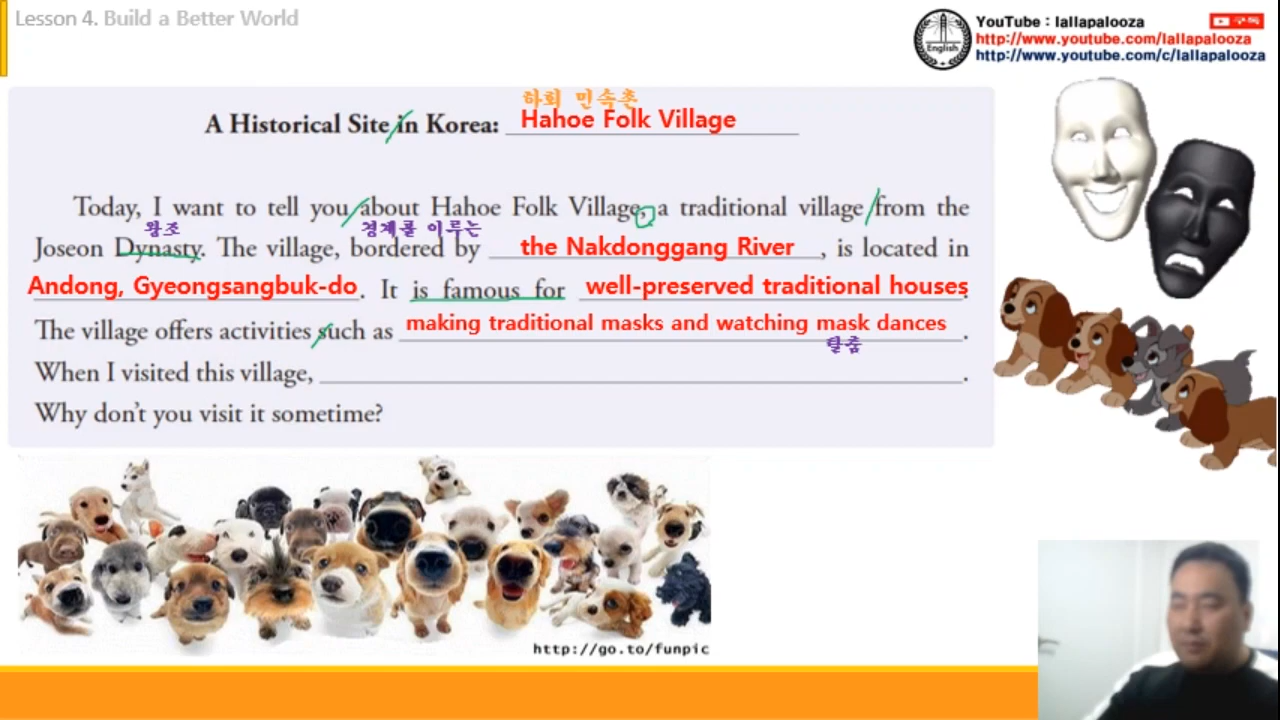 Lesson 4. Build a Better World
English
YouTube : lallapalooza
구독
http://www.youtube.com/lallapalooza
http://www.youtube.com/c/lallapalooza
하회 민속촌
A Historical Site in Korea: Hahoe Folk Village
Today, I want to tell you about Hahoe Folk Village, a traditional village from the
왕조 경계를 이루는
Joseon Dynasty. The village, bordered by the Nakdonggang River, is located in
Andong, Gyeongsangbuk-do. It is famous for well-preserved traditional houses.
The village offers activities such as making traditional masks and watching mask dances.
탈춤
When I visited this village, .
Why don't you visit it sometime?
http://go.to/funpic